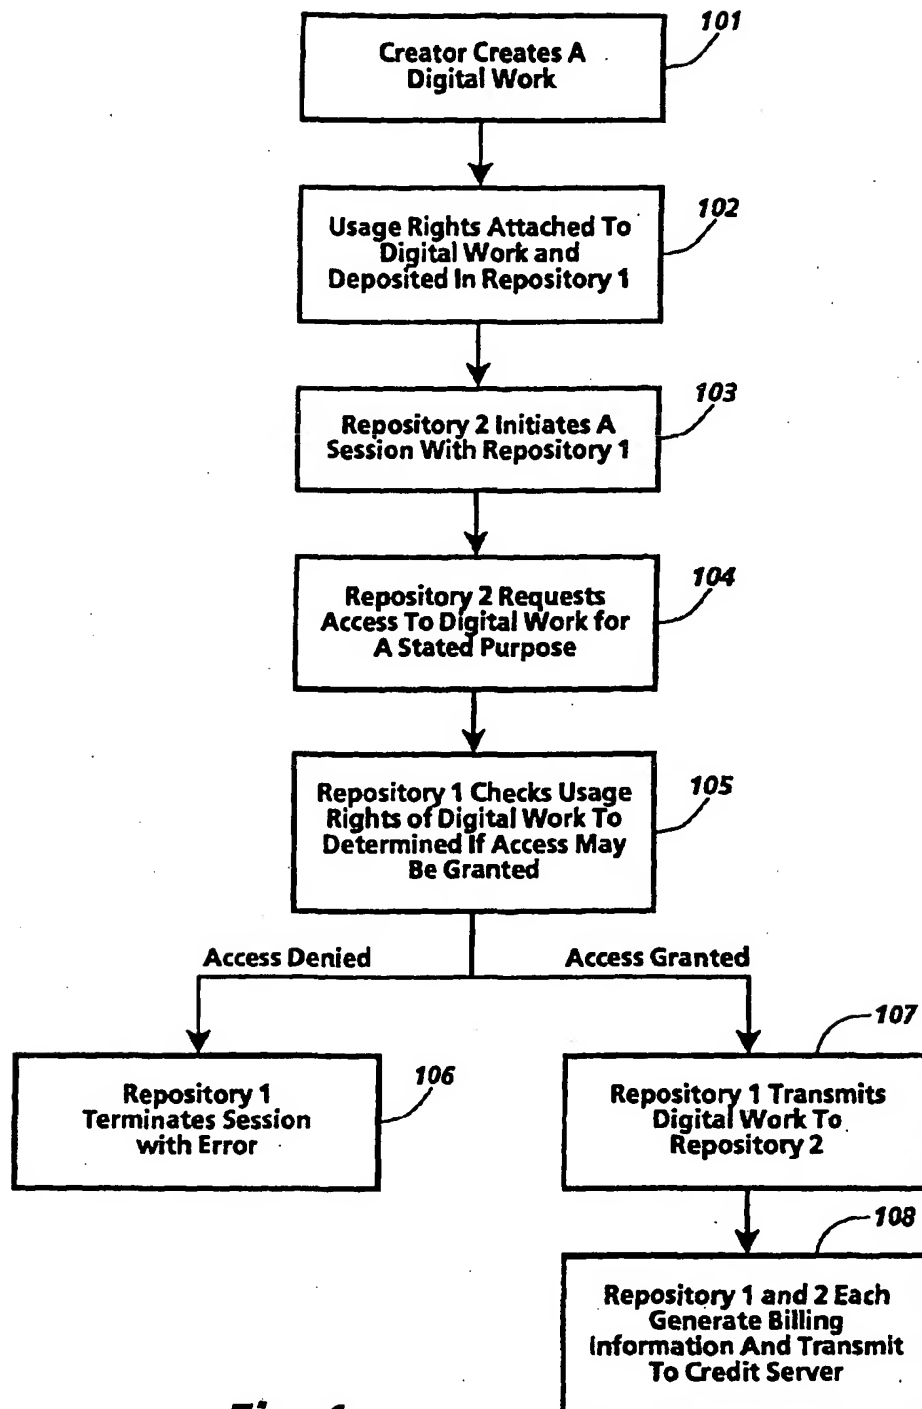 101
Creator Creates A
Digital Work
102
Usage Rights Attached To
Digital Work and
Deposited In Repository 1
103
Repository 2 Initiates A
Session With Repository 1
104
Repository 2 Requests
Access To Digital Work for
A Stated Purpose
105
Repository 1 Checks Usage
Rights of Digital Work To
Determined If Access May
Be Granted
Access Denied
Access Granted
106
Repository 1
Terminates Session
with Error
107
Repository 1 Transmits
Digital Work To
Repository 2
108
Repository 1 and 2 Each
Generate Billing
Information And Transmit
To Credit Server